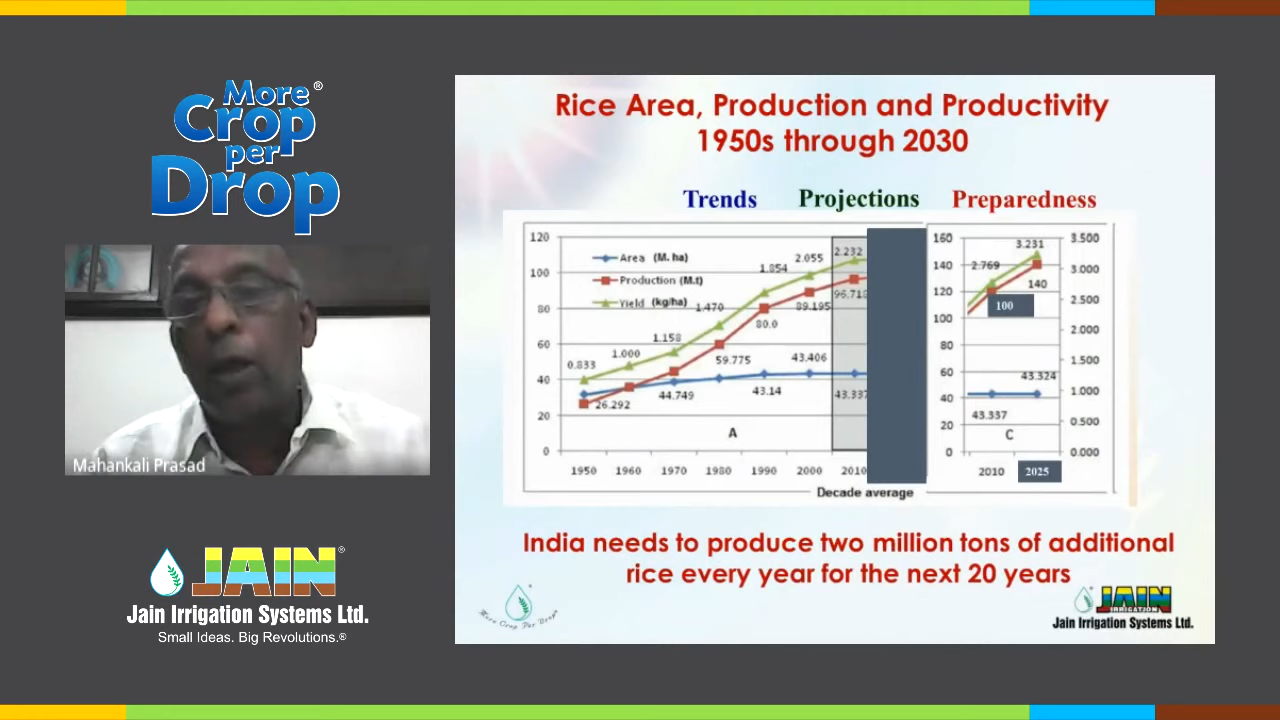 More®
Crop
per
Drop
Mahankali Prasad
JAIN®
Jain Irrigation Systems Ltd.
Small Ideas. Big Revolutions.®
Rice Area, Production and Productivity
1950s through 2030
Trends Projections Preparedness
120
100
80
60
40
20
0
Area (M. ha)
Production (M.t)
Yield (kg/ha)
0.833
1.000
1.158
1.470
1.854
2.055
2.232
26.292
44.749
59.775
80.0
89.195
96.718
43.14
43.406
43.337
A
1950 1960 1970 1980 1990 2000 2010
Decade average
160
140
120
100
80
60
40
20
0
2.769
3.231
140
100
43.324
43.337
C
2010 2025
3.500
3.000
2.500
2.000
1.500
1.000
0.500
0.000
India needs to produce two million tons of additional
rice every year for the next 20 years
More Crop Per Drop
JAIN
IRRIGATION
Jain Irrigation Systems Ltd.